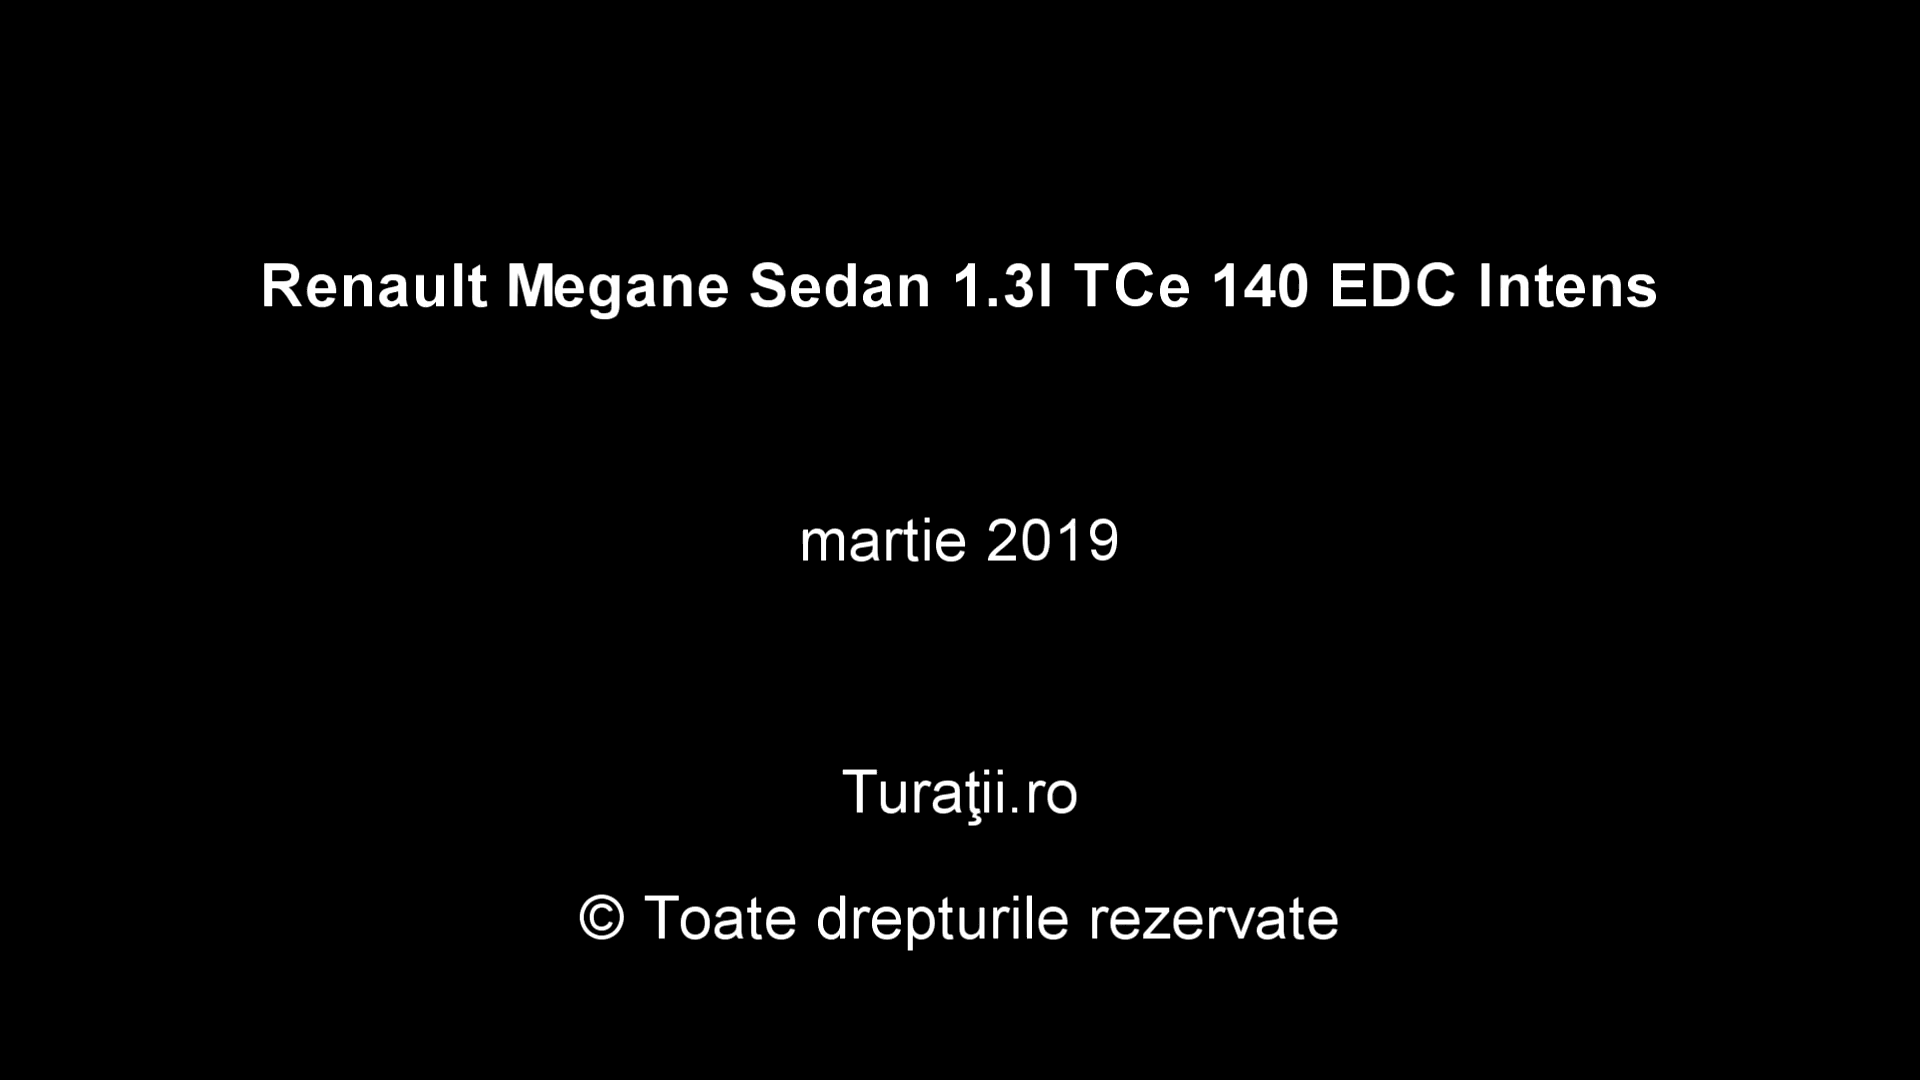 Renault Megane Sedan 1.3l TCe 140 EDC Intens
martie 2019
Turaţii.ro
© Toate drepturile rezervate